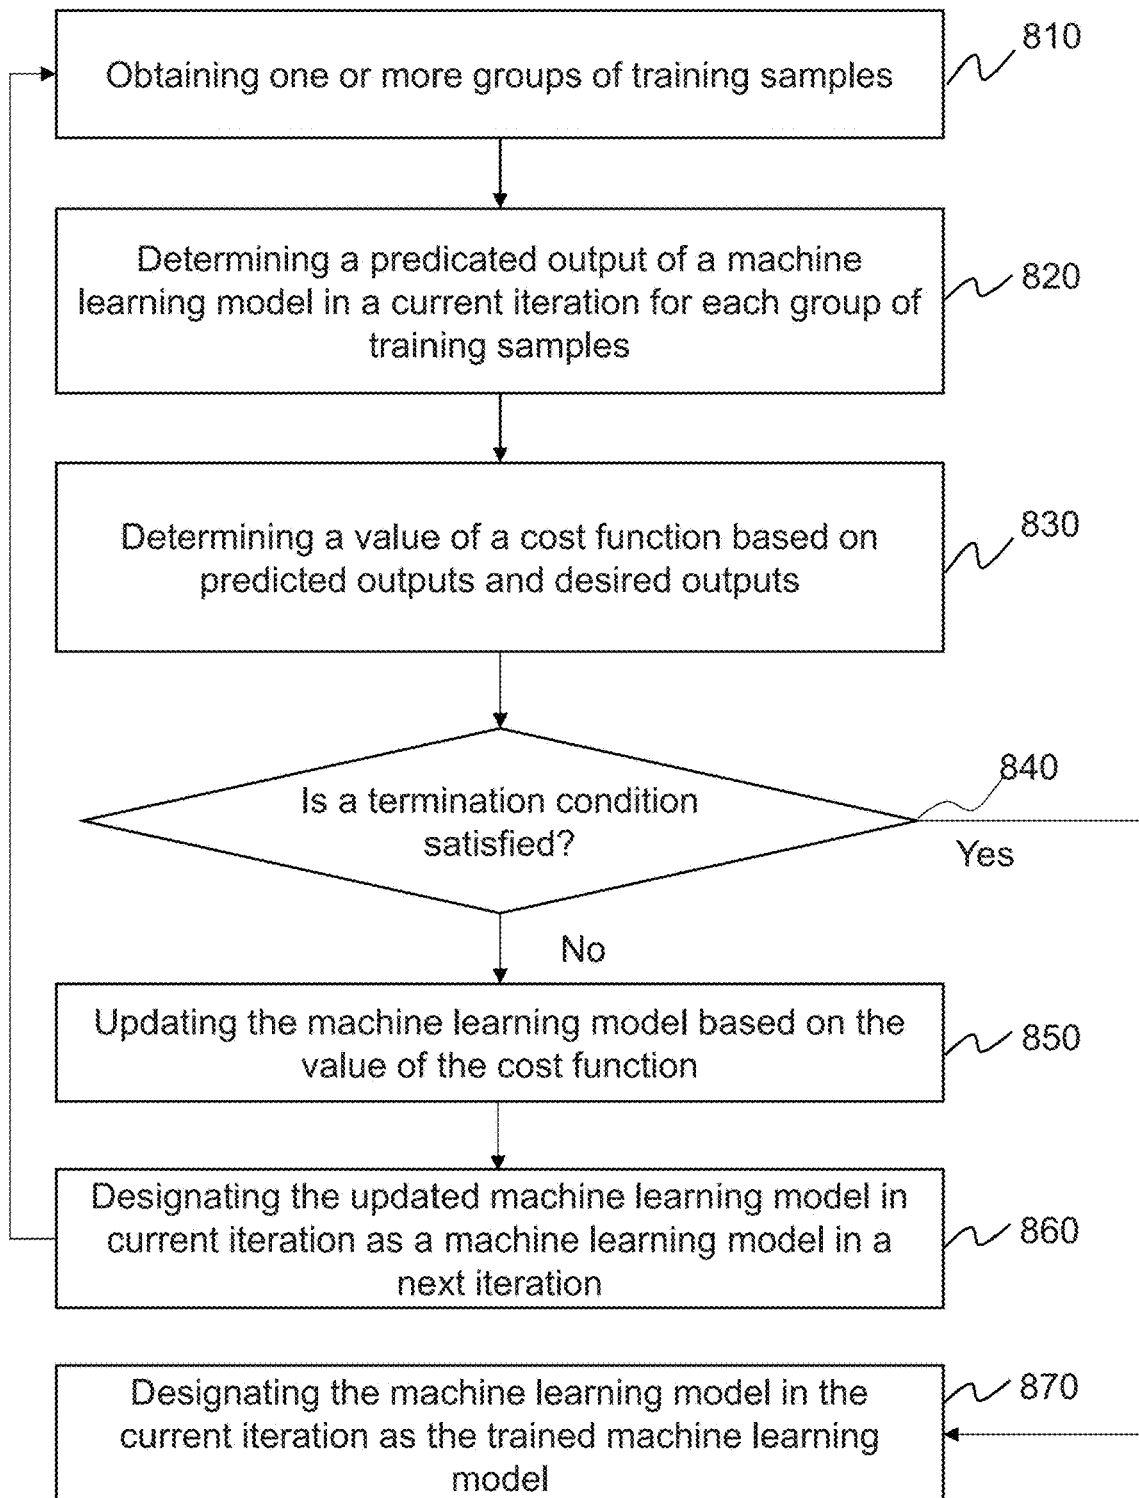 Obtaining one or more groups of training samples
810
Determining a predicated output of a machine
learning model in a current iteration for each group of
training samples
820
Determining a value of a cost function based on
predicted outputs and desired outputs
830
Is a termination condition
satisfied?
840
Yes
No
Updating the machine learning model based on the
value of the cost function
850
Designating the updated machine learning model in
current iteration as a machine learning model in a
next iteration
860
Designating the machine learning model in the
current iteration as the trained machine learning
model
870